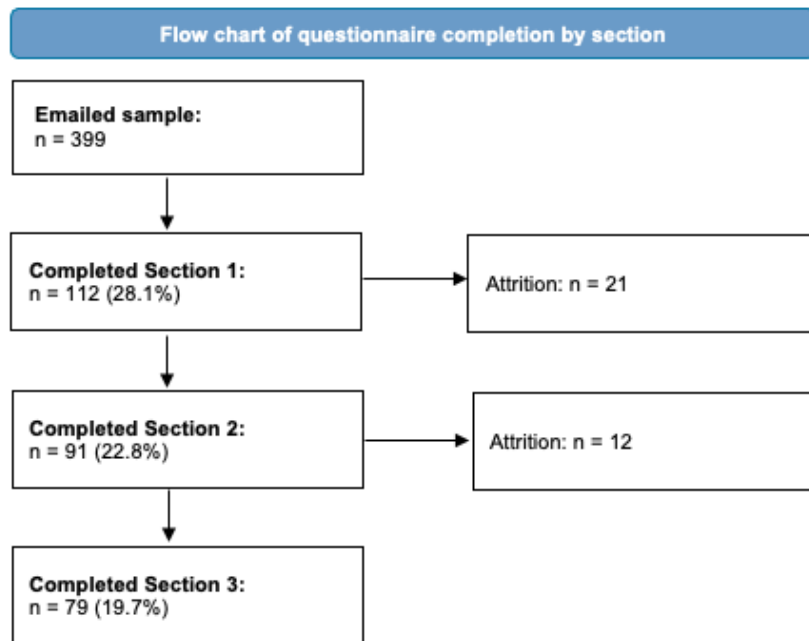 Flow chart of questionnaire completion by section
Emailed sample:
n = 399
Completed Section 1:
n = 112 (28.1%)
Attrition: n = 21
Completed Section 2:
n = 91 (22.8%)
Attrition: n = 12
Completed Section 3:
n = 79 (19.7%)